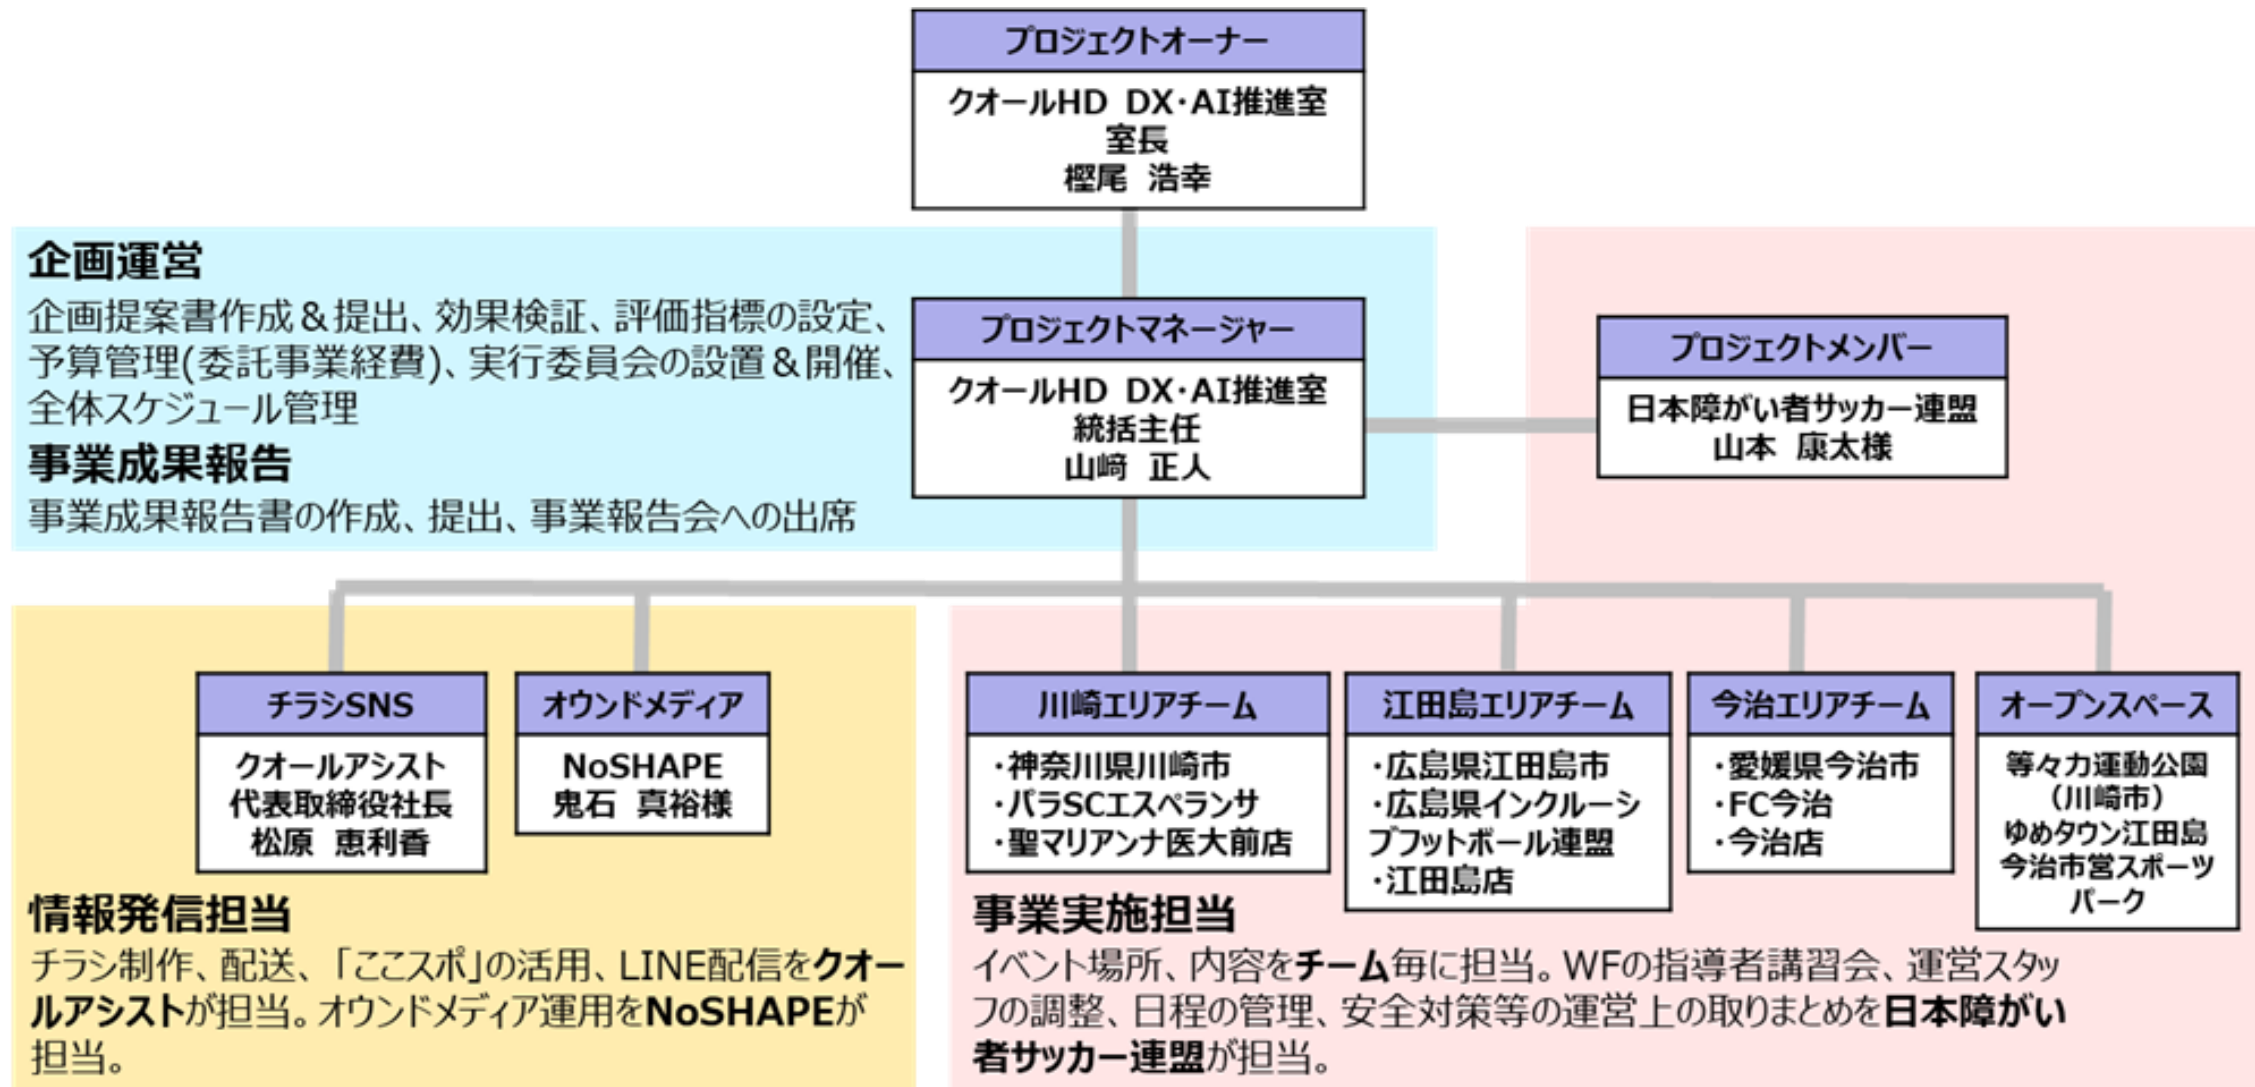 プロジェクトオーナー
クオールHD DX・AI推進室
室長
樫尾 浩幸
企画運営
企画提案書作成＆提出、効果検証、評価指標の設定、
予算管理(委託事業経費)、実行委員会の設置＆開催、
全体スケジュール管理
事業成果報告
事業成果報告書の作成、提出、事業報告会への出席
プロジェクトマネージャー
クオールHD DX・AI推進室
統括主任
山﨑 正人
プロジェクトメンバー
日本障がい者サッカー連盟
山本 康太様
チラシSNS
クオールアシスト
代表取締役社長
松原 恵利香
オウンドメディア
NoSHAPE
鬼石 真裕様
情報発信担当
チラシ制作、配送、「ここスポ」の活用、LINE配信をクオー
ルアシストが担当。オウンドメディア運用をNoSHAPEが
担当。
川崎エリアチーム
・神奈川県川崎市
・パラSCエスペランサ
・聖マリアンナ医大前店
江田島エリアチーム
・広島県江田島市
・広島県インクルーシ
ブフットボール連盟
・江田島店
今治エリアチーム
・愛媛県今治市
・FC今治
・今治店
オープンスペース
等々力運動公園
（川崎市）
ゆめタウン江田島
今治市営スポーツ
パーク
事業実施担当
イベント場所、内容をチーム毎に担当。WFの指導者講習会、運営スタッ
フの調整、日程の管理、安全対策等の運営上の取りまとめを日本障がい
者サッカー連盟が担当。